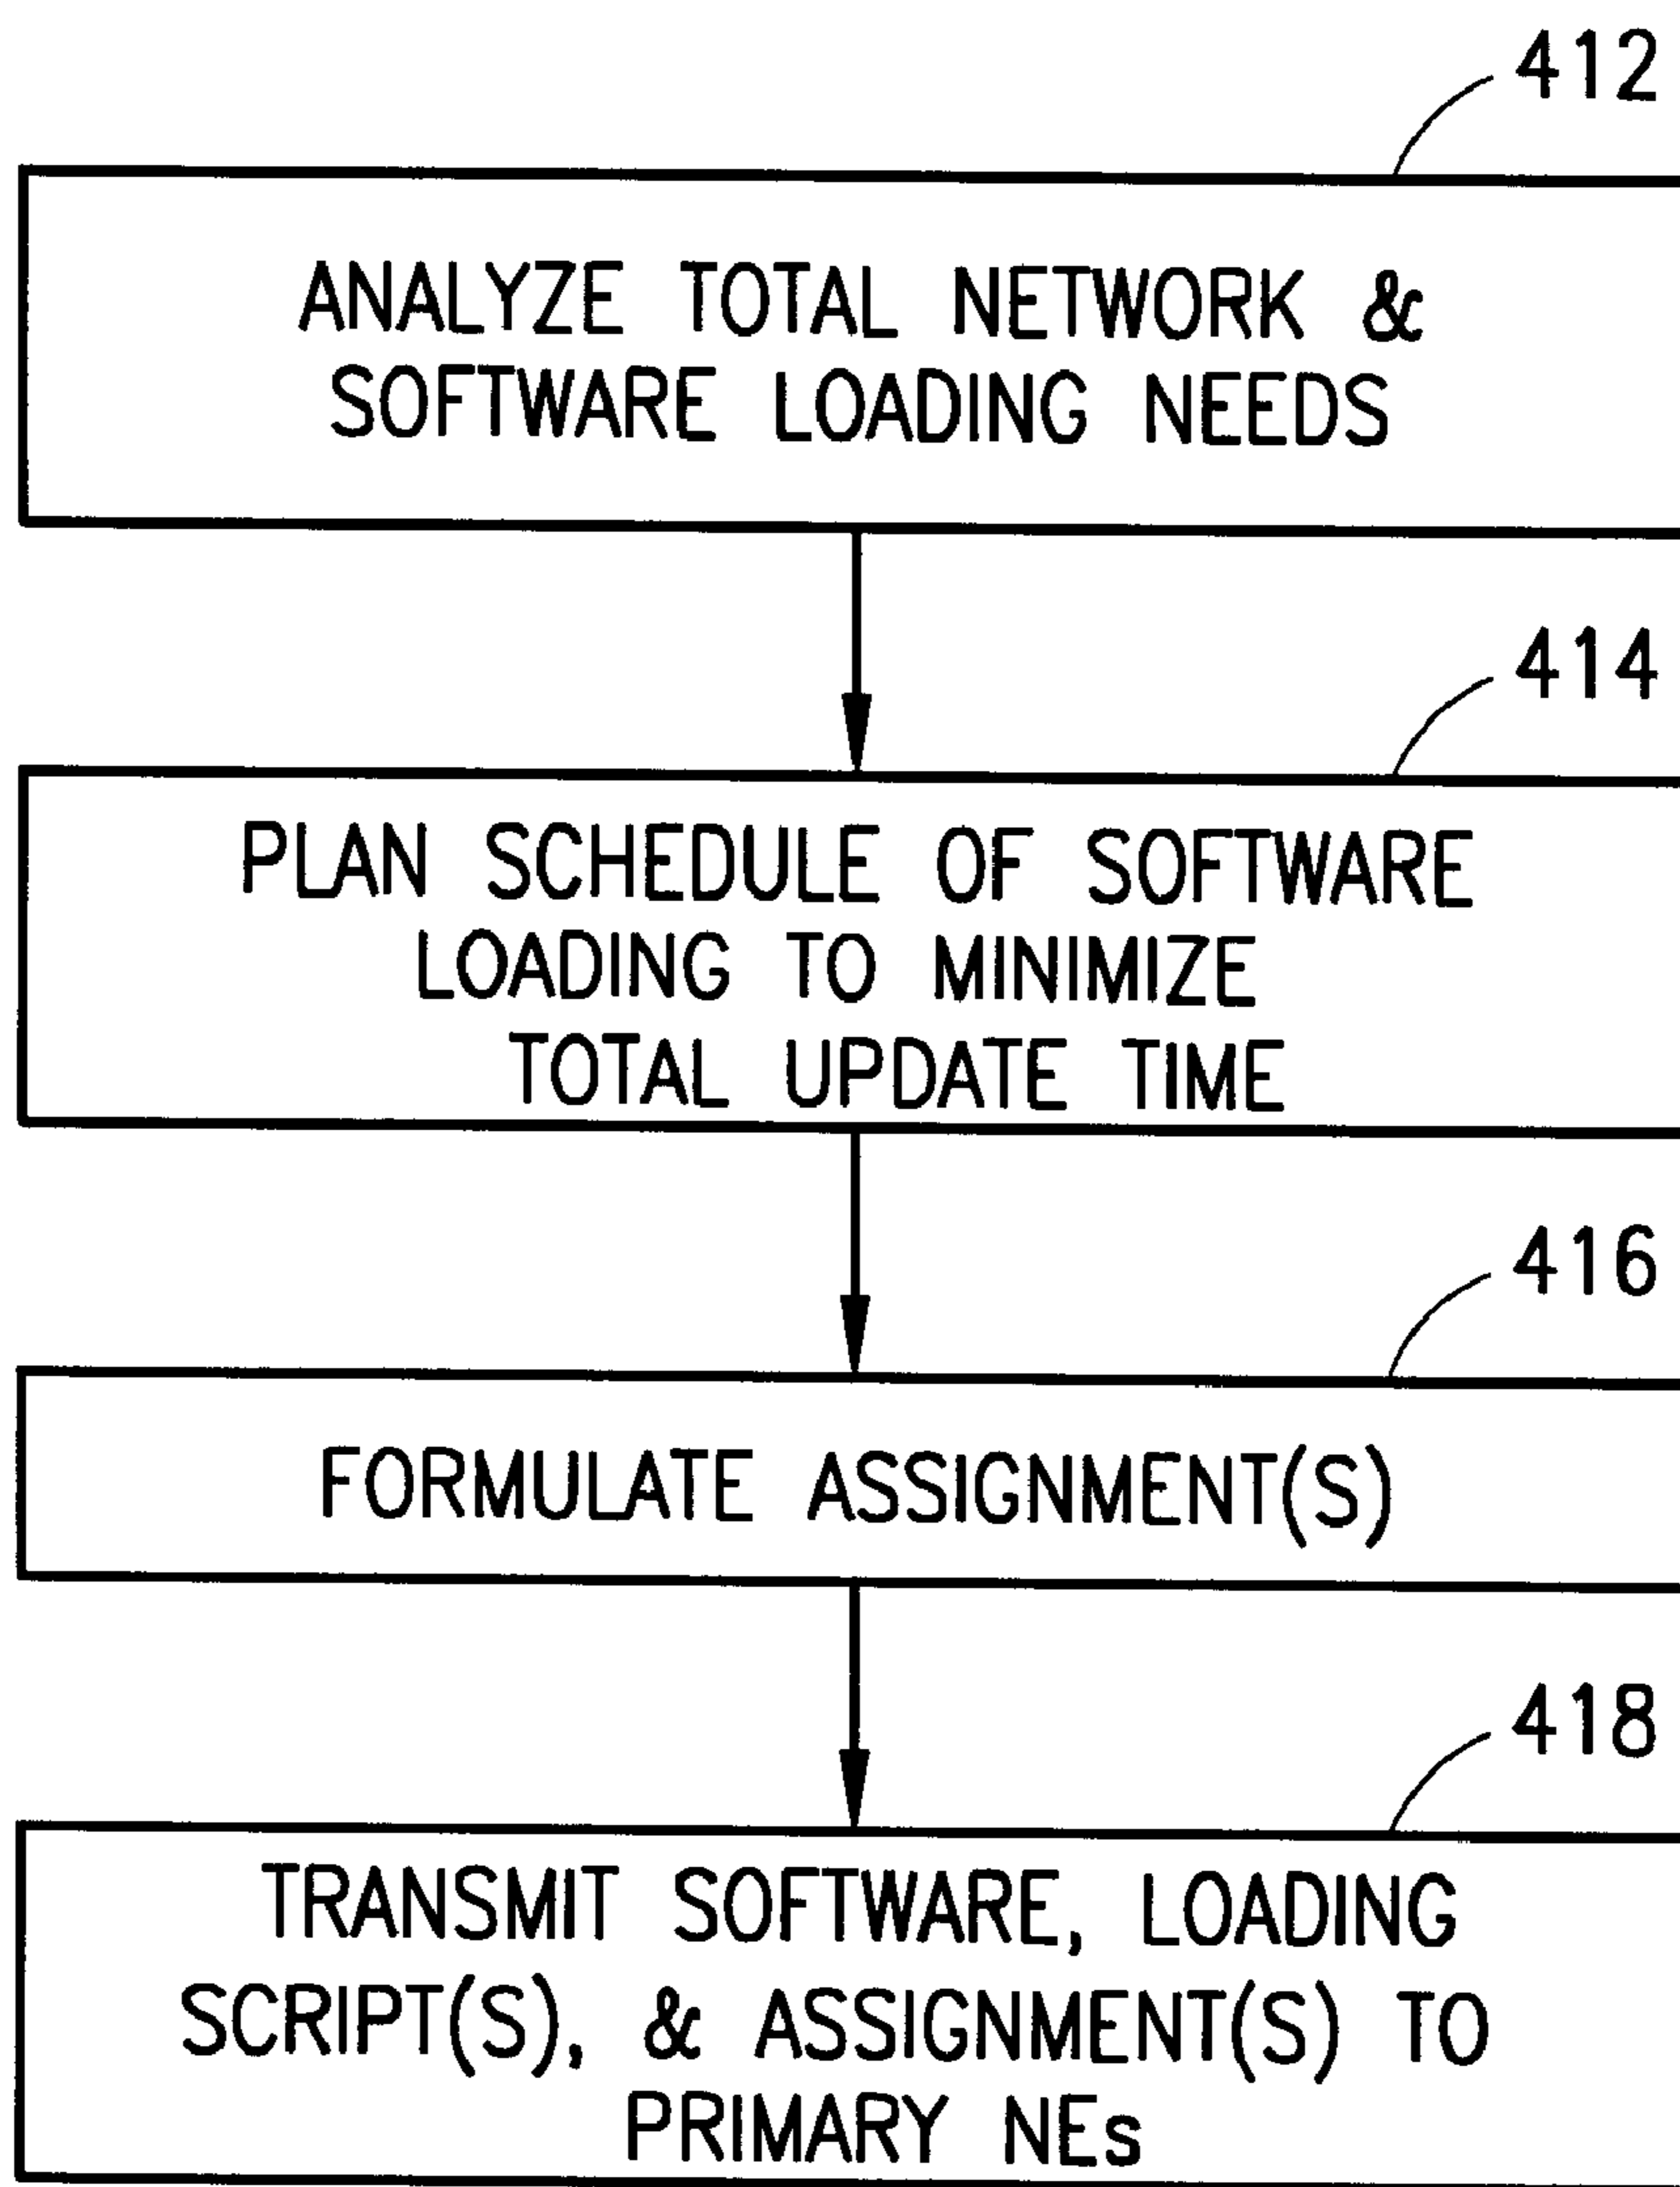 412
ANALYZE TOTAL NETWORK &
SOFTWARE LOADING NEEDS
414
PLAN SCHEDULE OF SOFTWARE
LOADING TO MINIMIZE
TOTAL UPDATE TIME
416
FORMULATE ASSIGNMENT(S)
418
TRANSMIT SOFTWARE, LOADING
SCRIPT(S), & ASSIGNMENT(S) TO
PRIMARY NEs